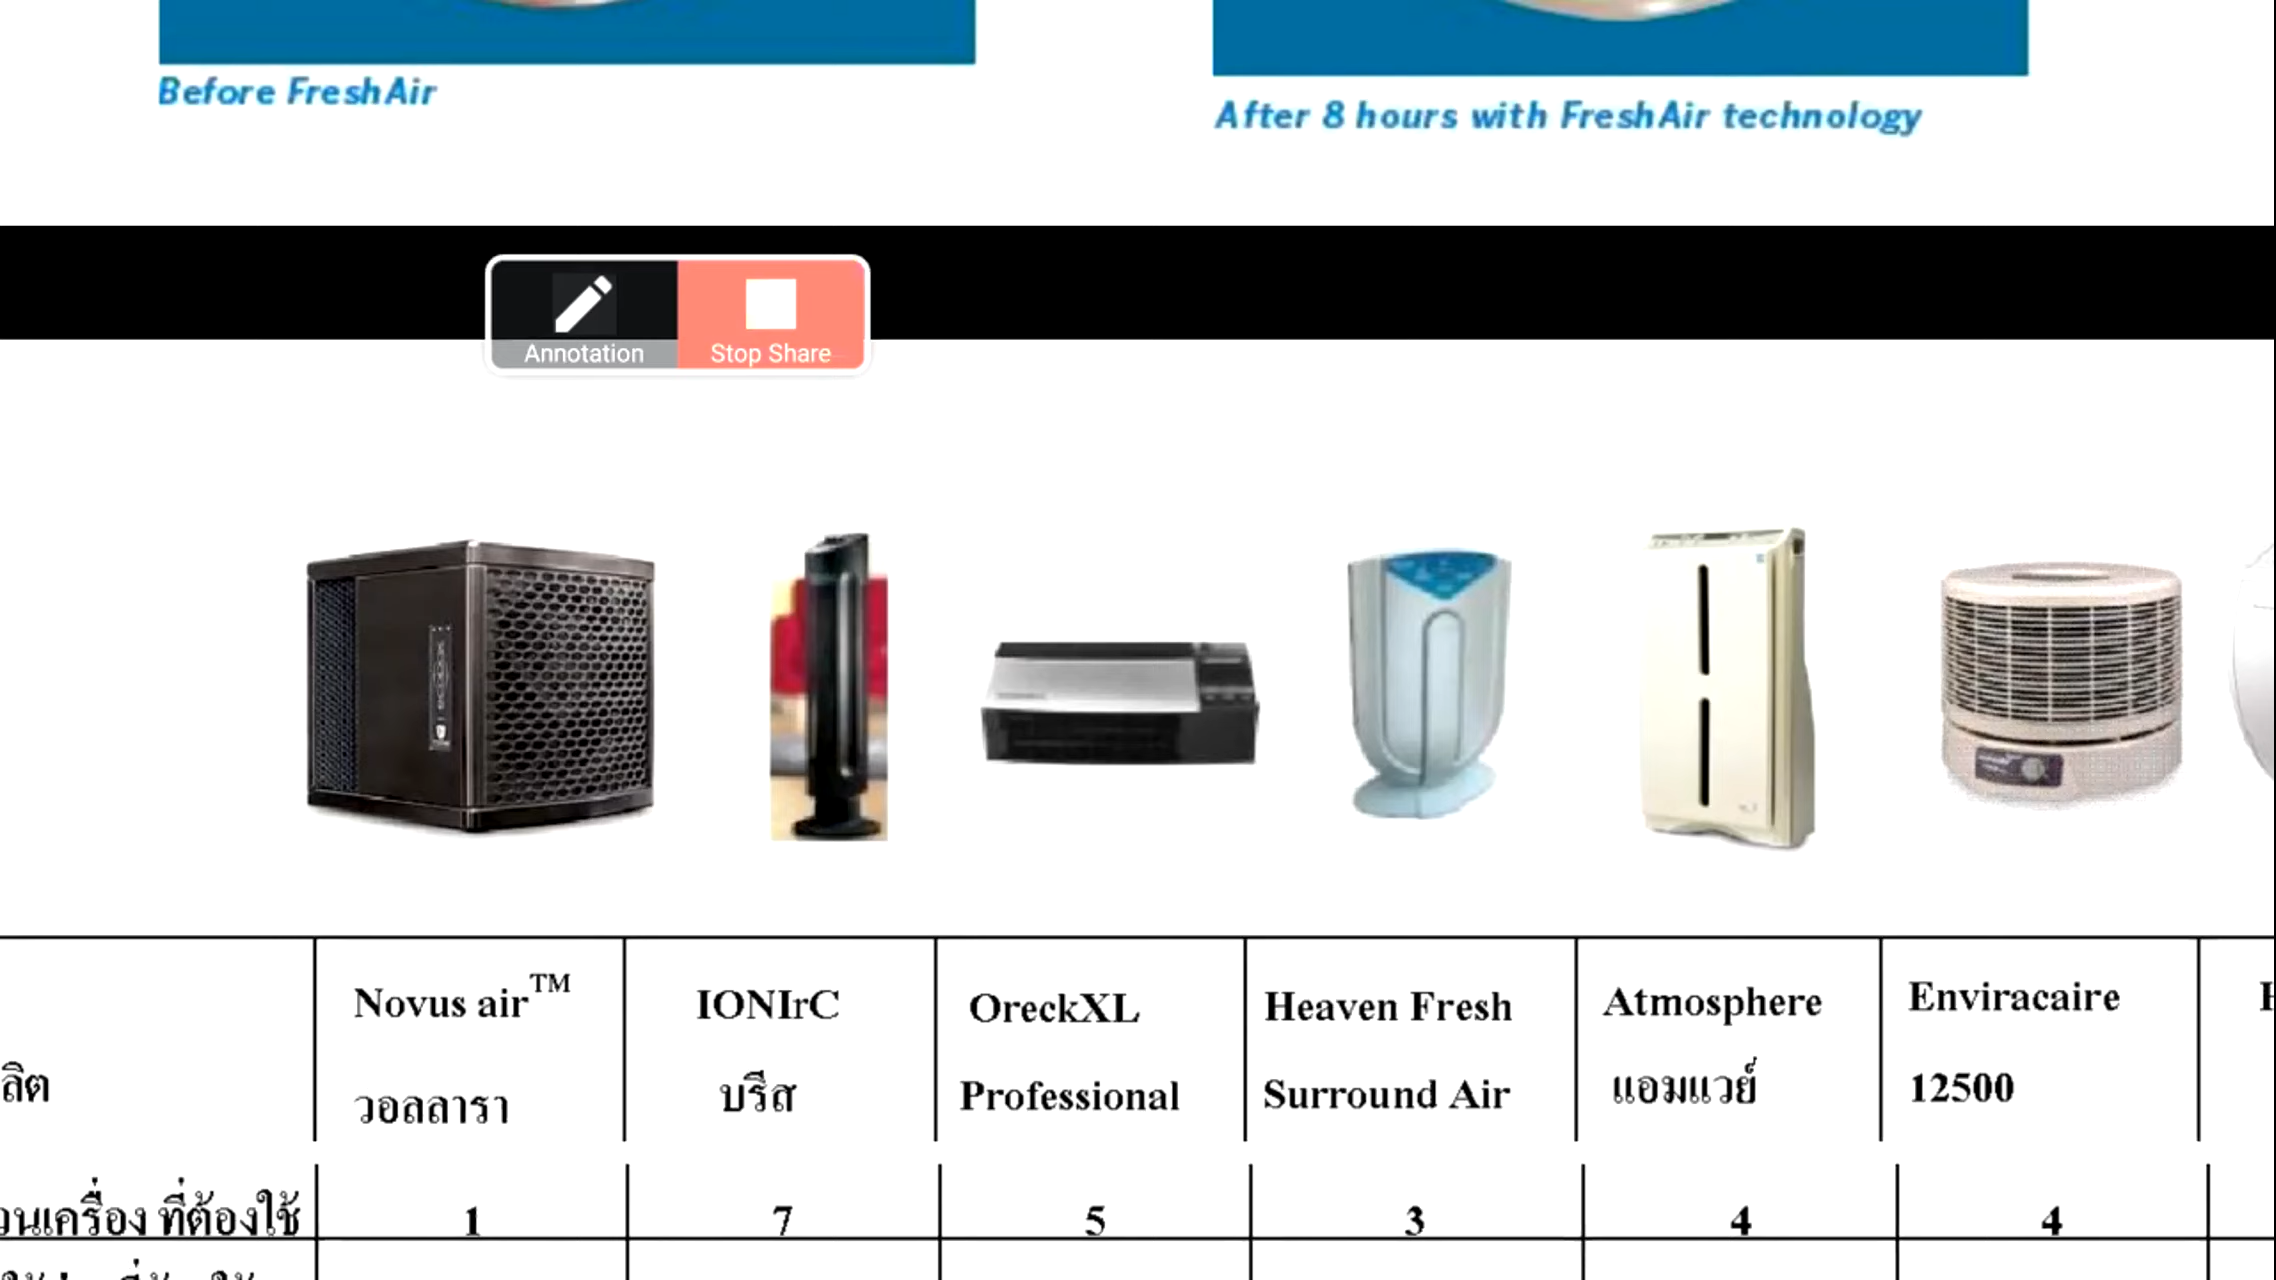 Before FreshAir
After 8 hours with FreshAir technology
Annotation
Stop Share
Novus air™
IONIrC
OreckXL
Heaven Fresh
Atmosphere
Enviracaire
ลิต
วอลลารา
บรีส
Professional
Surround Air
แอมแวย์
12500
วนเครื่อง ที่ต้องใช้
1
7
5
3
4
4